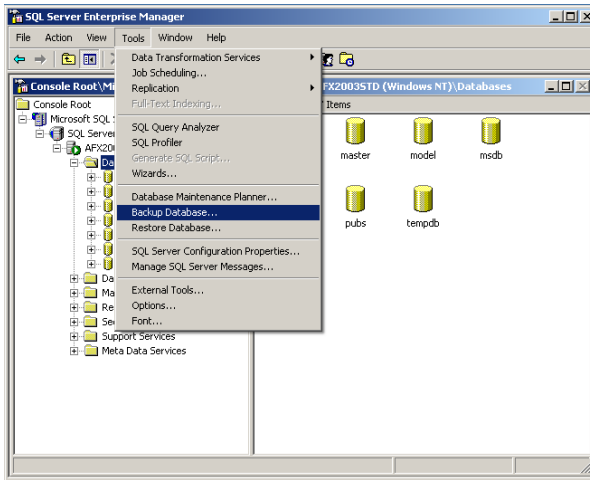 SQL Server Enterprise Manager
File Action View Tools Window Help
Console Root\Mi
FX2003STD (Windows NT)\Databases
Console Root
Microsoft SQL
SQL Serve
AFX20
Da
Da
Ma
Re
Se
Support Services
Meta Data Services
Data Transformation Services
Job Scheduling...
Replication
Full-Text Indexing...
SQL Query Analyzer
SQL Profiler
Generate SQL Script...
Wizards...
Database Maintenance Planner...
Backup Database...
Restore Database...
SQL Server Configuration Properties...
Manage SQL Server Messages...
External Tools...
Options...
Font...
Items
master model msdb
pubs tempdb